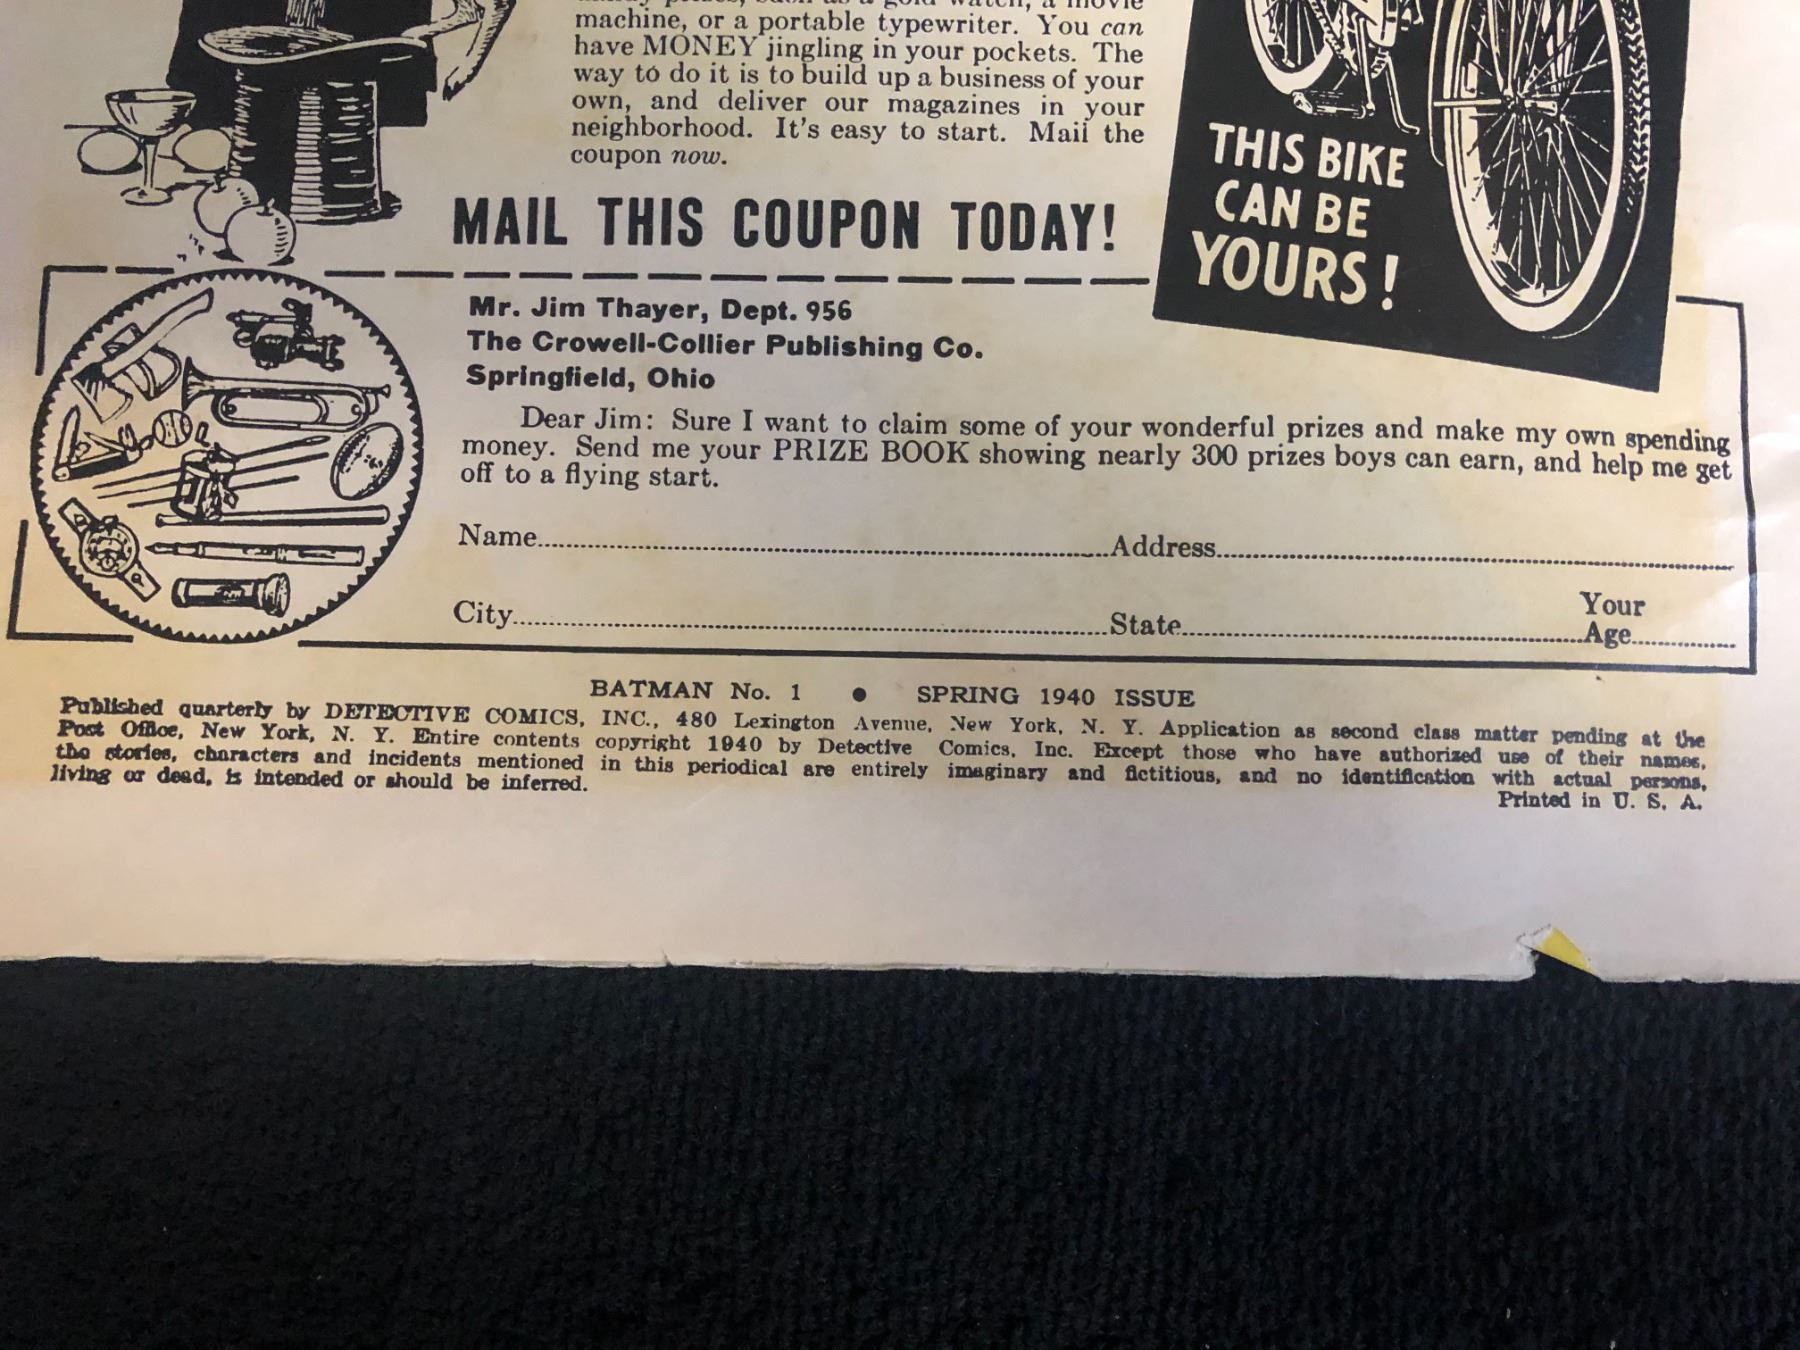 machine, or a portable typewriter. You can
have MONEY jingling in your pockets. The
way to do it is to build up a business of your
own, and deliver our magazines in your
neighborhood. It's easy to start. Mail the
coupon now.
THIS BIKE
CAN BE
YOURS!
MAIL THIS COUPON TODAY!
Mr. Jim Thayer, Dept. 956
The Crowell-Collier Publishing Co.
Springfield, Ohio
Dear Jim: Sure I want to claim some of your wonderful prizes and make my own spending
money. Send me your PRIZE BOOK showing nearly 300 prizes boys can earn, and help me get
off to a flying start.
Name Address
City State Your Age
BATMAN No. 1 ● SPRING 1940 ISSUE
Published quarterly by DETECTIVE COMICS, INC., 480 Lexington Avenue, New York, N. Y. Application as second class matter pending at the
Post Office, New York, N. Y. Entire contents copyright 1940 by Detective Comics, Inc. Except those who have authorized use of their names,
the stories, characters and incidents mentioned in this periodical are entirely imaginary and fictitious, and no identification with actual persons,
living or dead, is intended or should be inferred.
Printed in U. S. A.